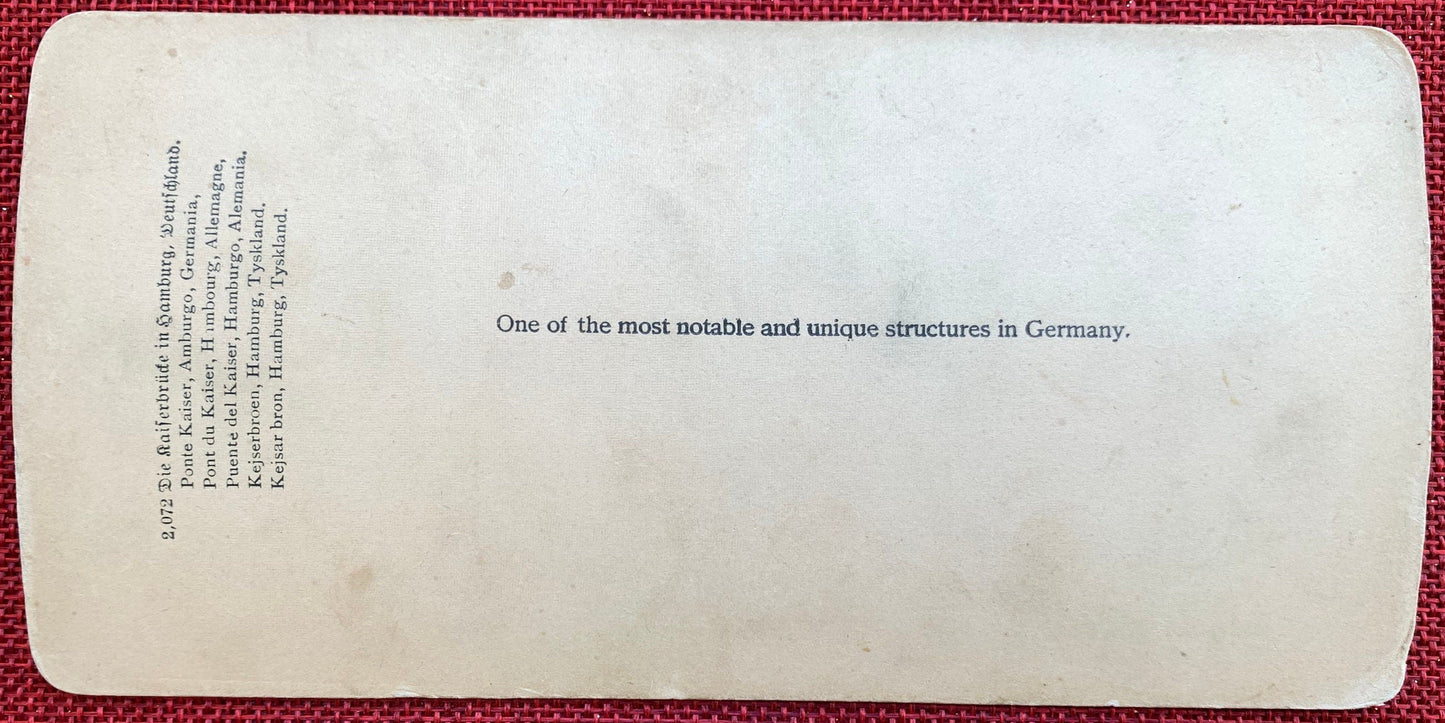 2,072 Die Kaiserbrücke in Hamburg, Deutschland.
Ponte Kaiser, Amburgo, Germania,
Pont du Kaiser, H mbourg, Allemagne,
Puente del Kaiser, Hamburgo, Alemania.
Kejserbroen, Hamburg, Tyskland.
Kejsar bron, Hamburg, Tyskland.
One of the most notable and unique structures in Germany.